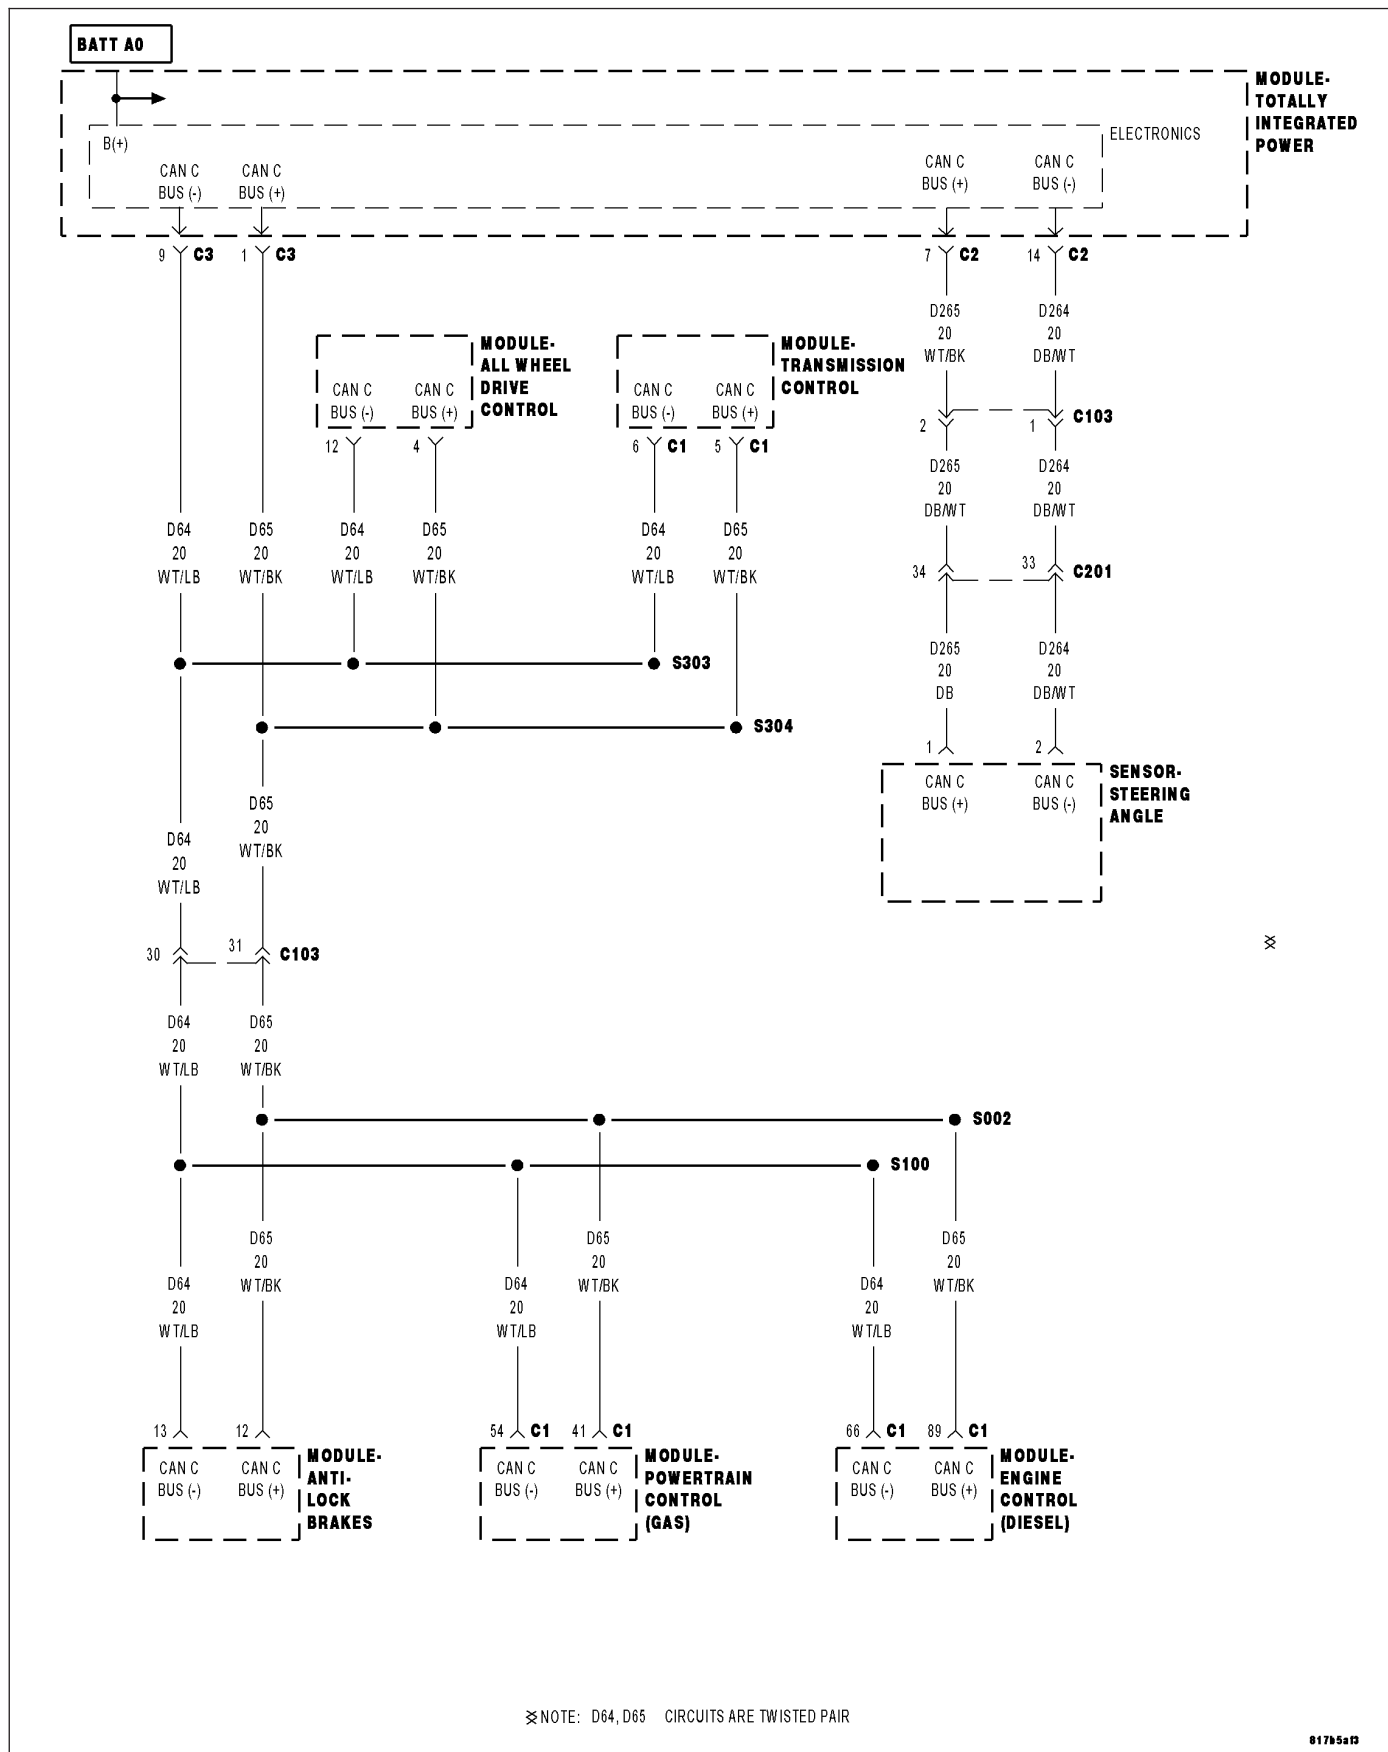 BATT A0
MODULE-
TOTALLY
INTEGRATED
POWER
ELECTRONICS
B(+)
CAN C
BUS (-)
CAN C
BUS (+)
CAN C
BUS (+)
CAN C
BUS (-)
9 C3
1 C3
7 C2
14 C2
D265
20
WT/BK
D264
20
DB/WT
MODULE-
ALL WHEEL
DRIVE
CONTROL
CAN C
BUS (-)
CAN C
BUS (+)
12
4
MODULE-
TRANSMISSION
CONTROL
CAN C
BUS (-)
CAN C
BUS (+)
6 C1
5 C1
2
1
C103
D265
20
DB/WT
D264
20
DB/WT
D64
20
WT/LB
D65
20
WT/BK
D64
20
WT/LB
D65
20
WT/BK
D64
20
WT/LB
D65
20
WT/BK
34
33
C201
D265
20
DB
D264
20
DB/WT
S303
S304
1
2
CAN C
BUS (+)
CAN C
BUS (-)
SENSOR-
STEERING
ANGLE
D65
20
WT/BK
D64
20
WT/LB
30
31
C103
D64
20
WT/LB
D65
20
WT/BK
S002
S100
D65
20
WT/BK
D64
20
WT/LB
D65
20
WT/BK
D64
20
WT/LB
D65
20
WT/BK
D64
20
WT/LB
13
12
54 C1
41 C1
66 C1
89 C1
CAN C
BUS (-)
CAN C
BUS (+)
MODULE-
ANTI-
LOCK
BRAKES
CAN C
BUS (-)
CAN C
BUS (+)
MODULE-
POWERTRAIN
CONTROL
(GAS)
CAN C
BUS (-)
CAN C
BUS (+)
MODULE-
ENGINE
CONTROL
(DIESEL)
NOTE: D64, D65 CIRCUITS ARE TWISTED PAIR
817b5af3